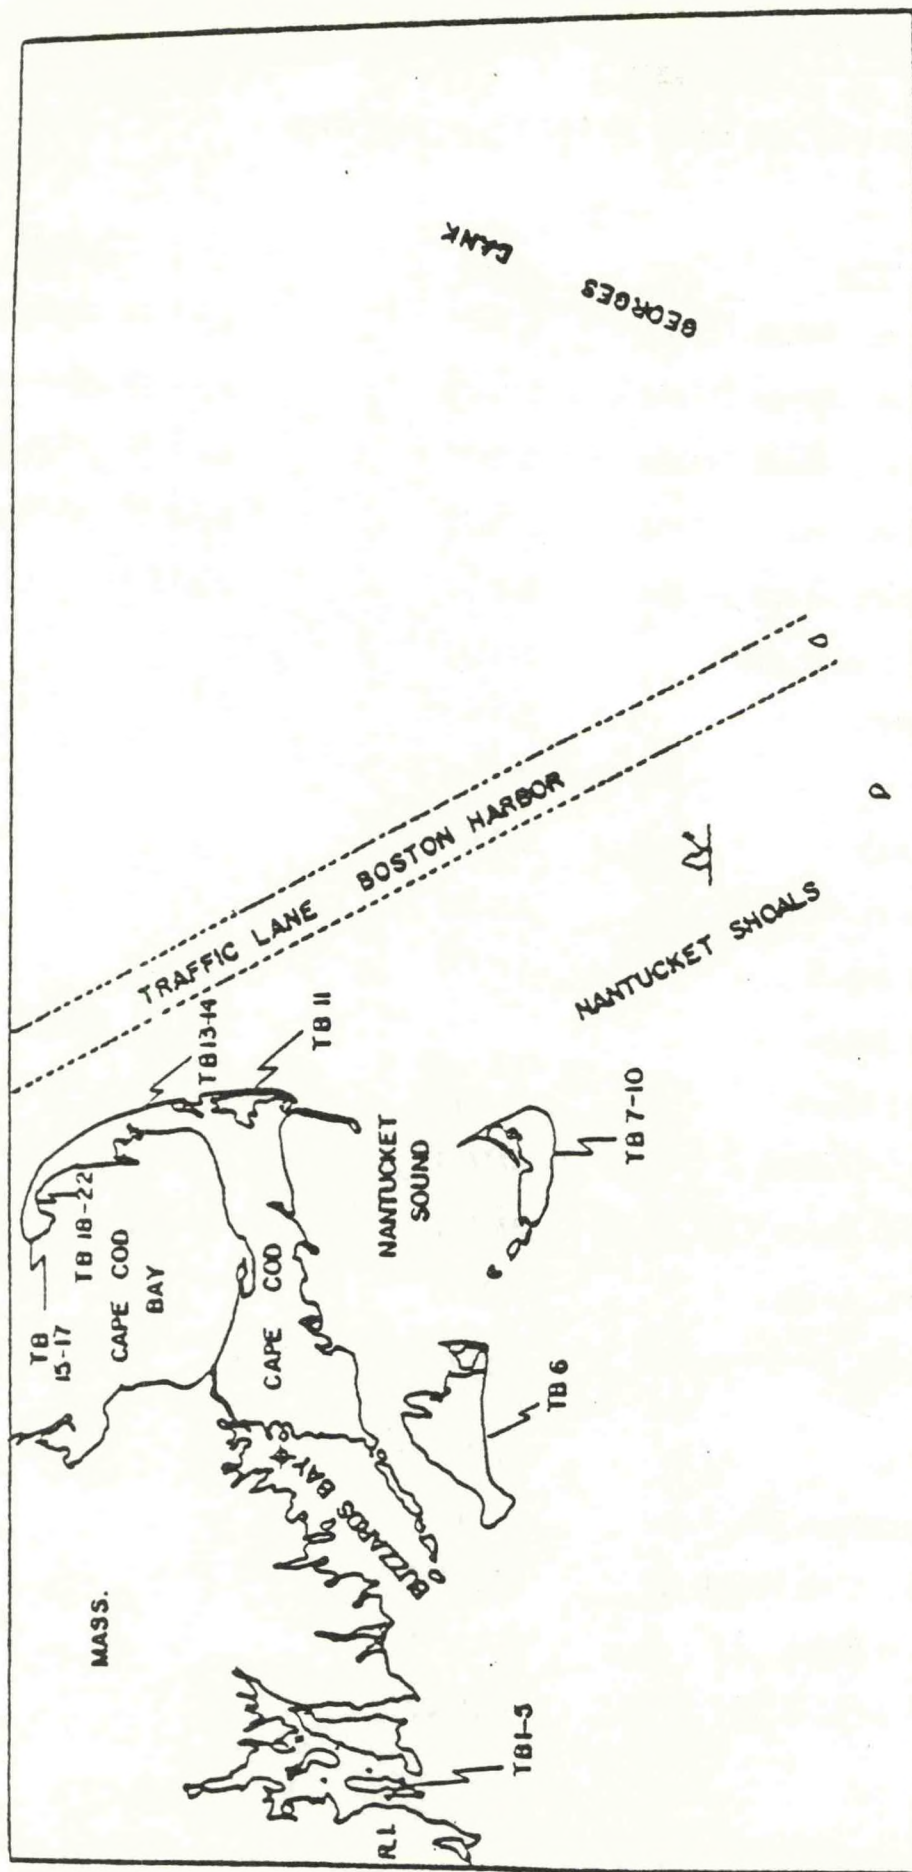 GEORGES
BANK
TRAFFIC LANE BOSTON HARBOR
NANTUCKET SHOALS
TB 13-14
TB 11
NANTUCKET
SOUND
TB 7-10
TB 18-22
CAPE COD
BAY
TB
15-17
CAPE COD
TB 6
BUZZARDS BAY
MASS.
R.I.
TB1-5